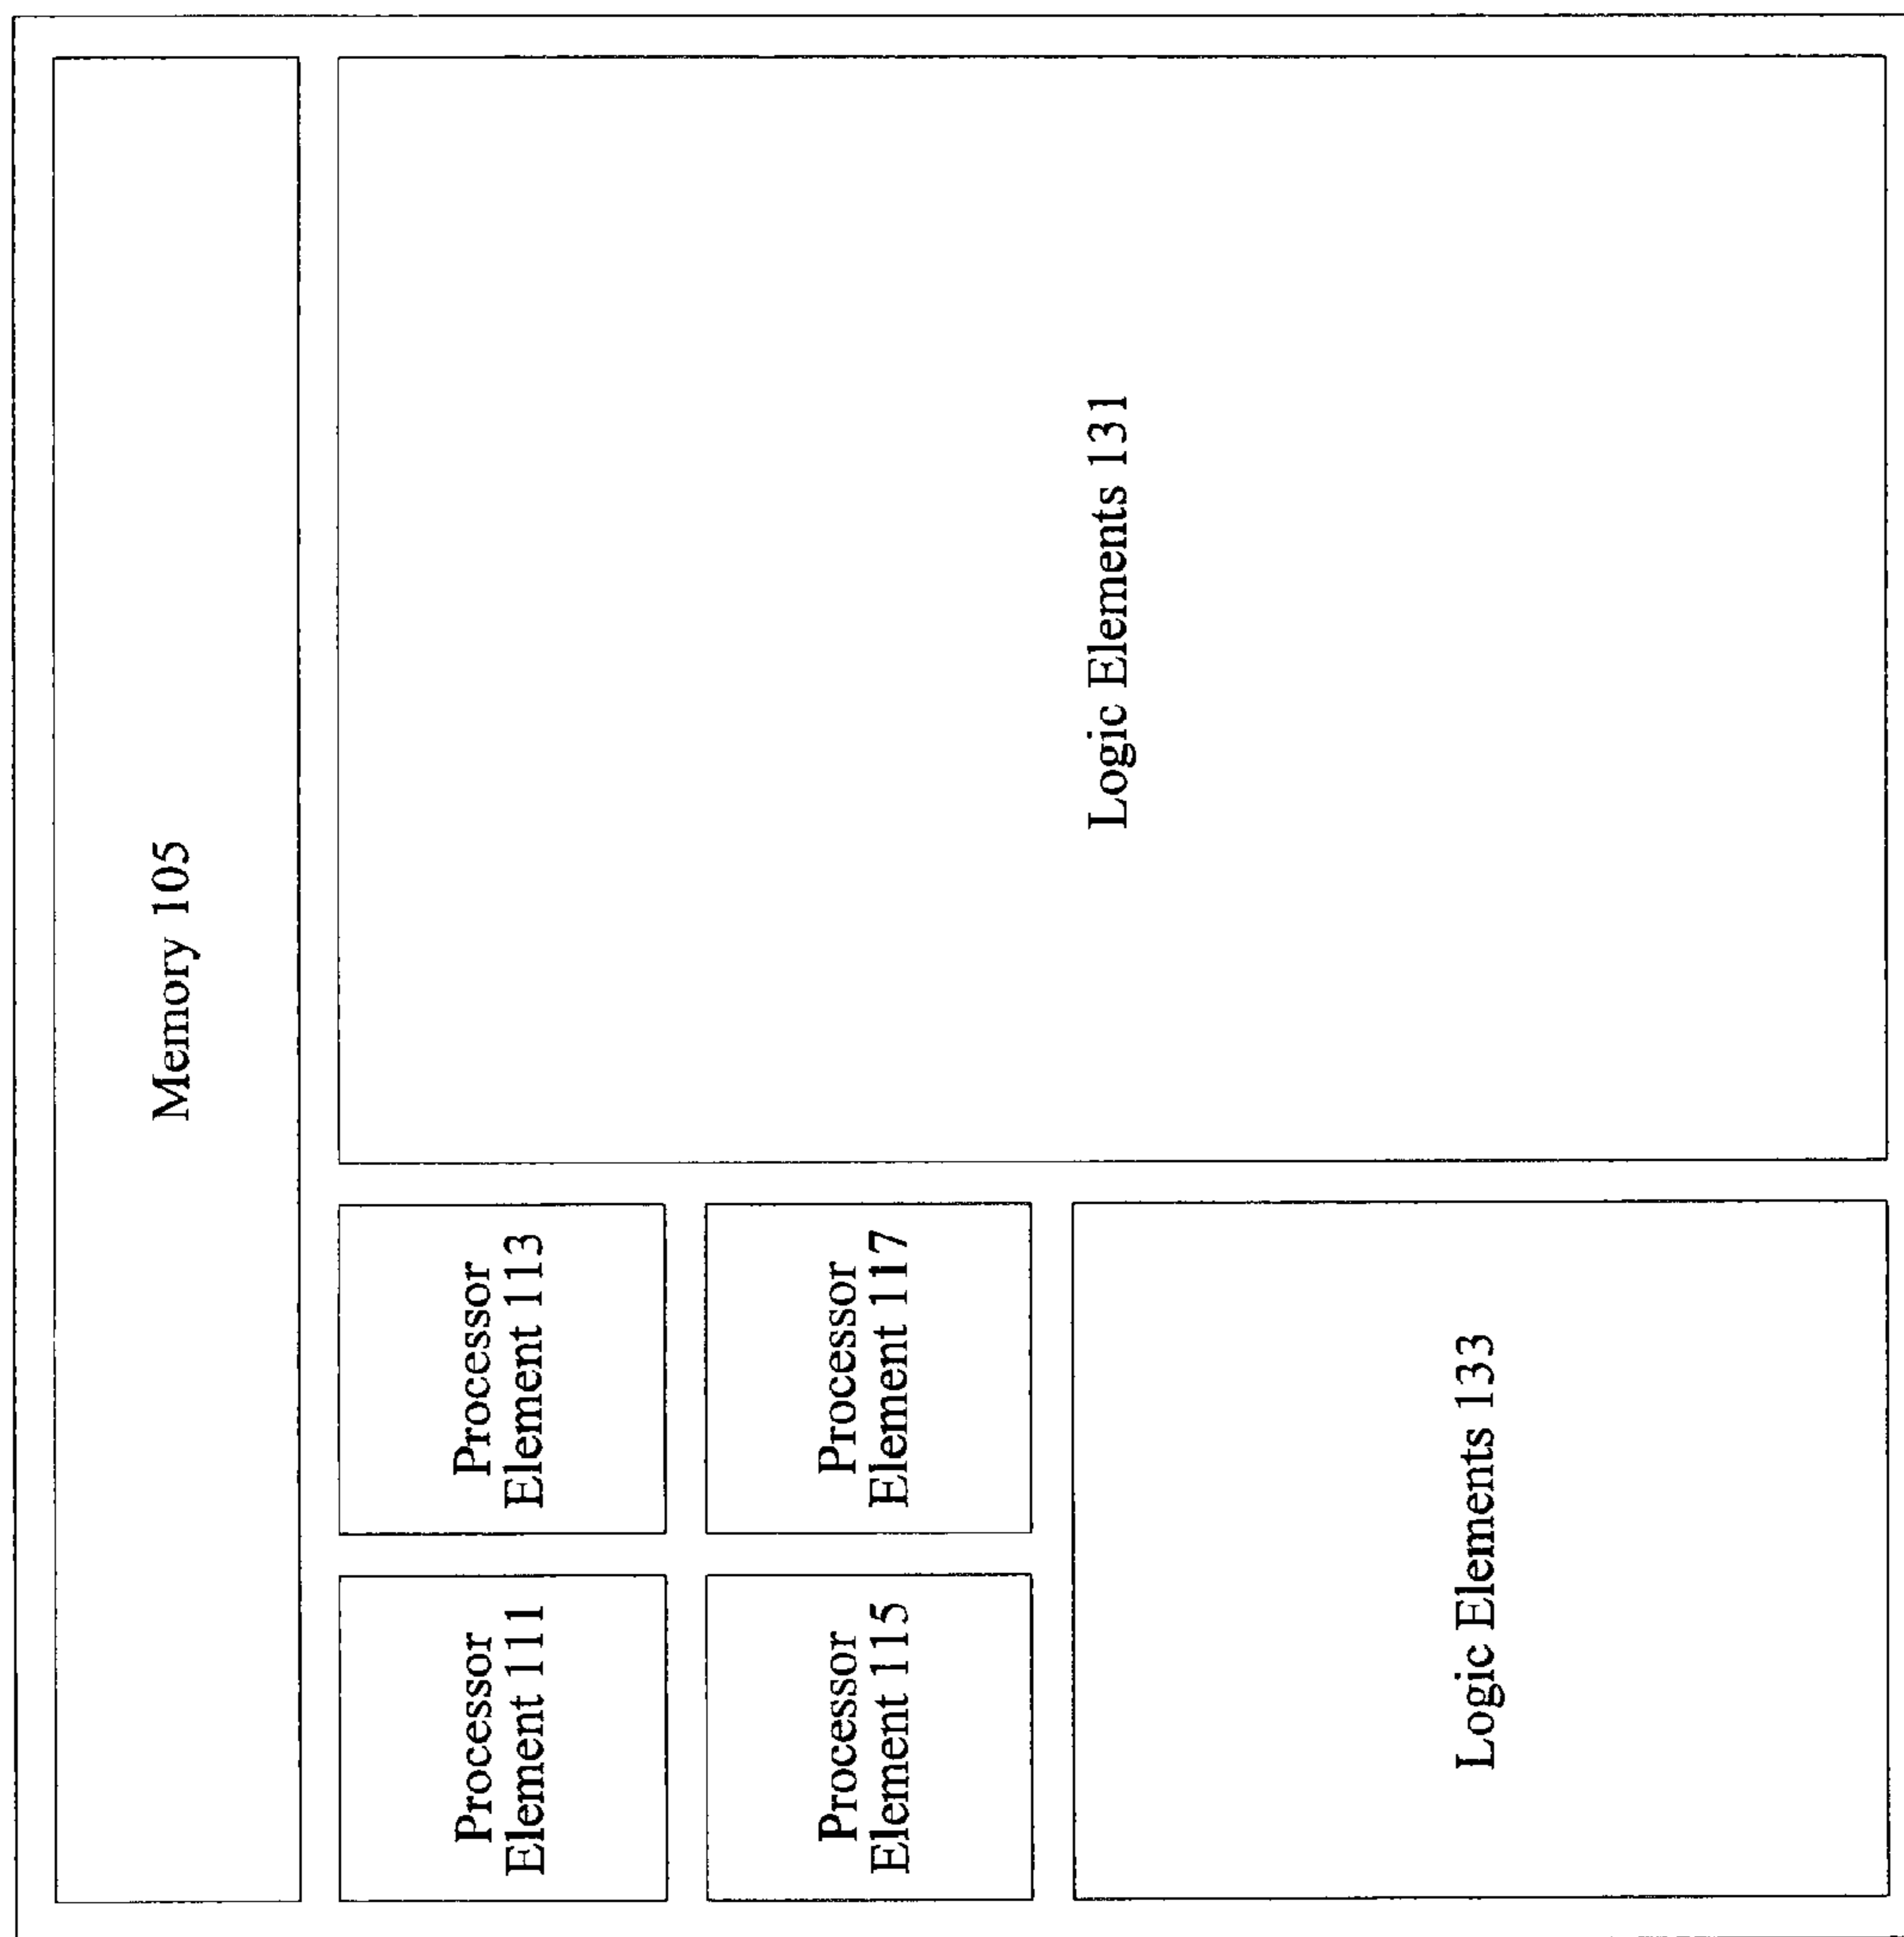 Memory 105
Processor
Element 111
Processor
Element 113
Logic Elements 131
Processor
Element 115
Processor
Element 117
Logic Elements 133